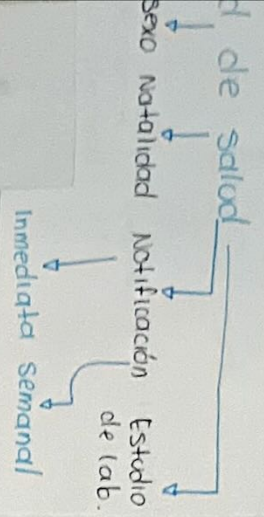 d de salud
sexo Natalidad Notificación Estudio
de lab.
Inmediata Semanal